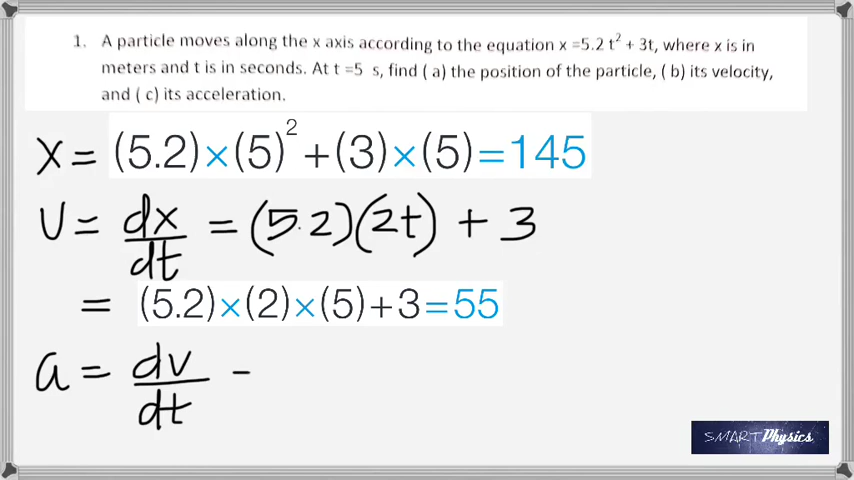 1. A particle moves along the x axis according to the equation x =5.2 t² + 3t, where x is in
meters and t is in seconds. At t =5 s, find ( a) the position of the particle, ( b) its velocity,
and ( c) its acceleration.
x = (5.2)×(5)²+(3)×(5)=145
v = dx/dt = (5.2)(2t) + 3
= (5.2)×(2)×(5)+3=55
a = dv/dt -
SMART Physics